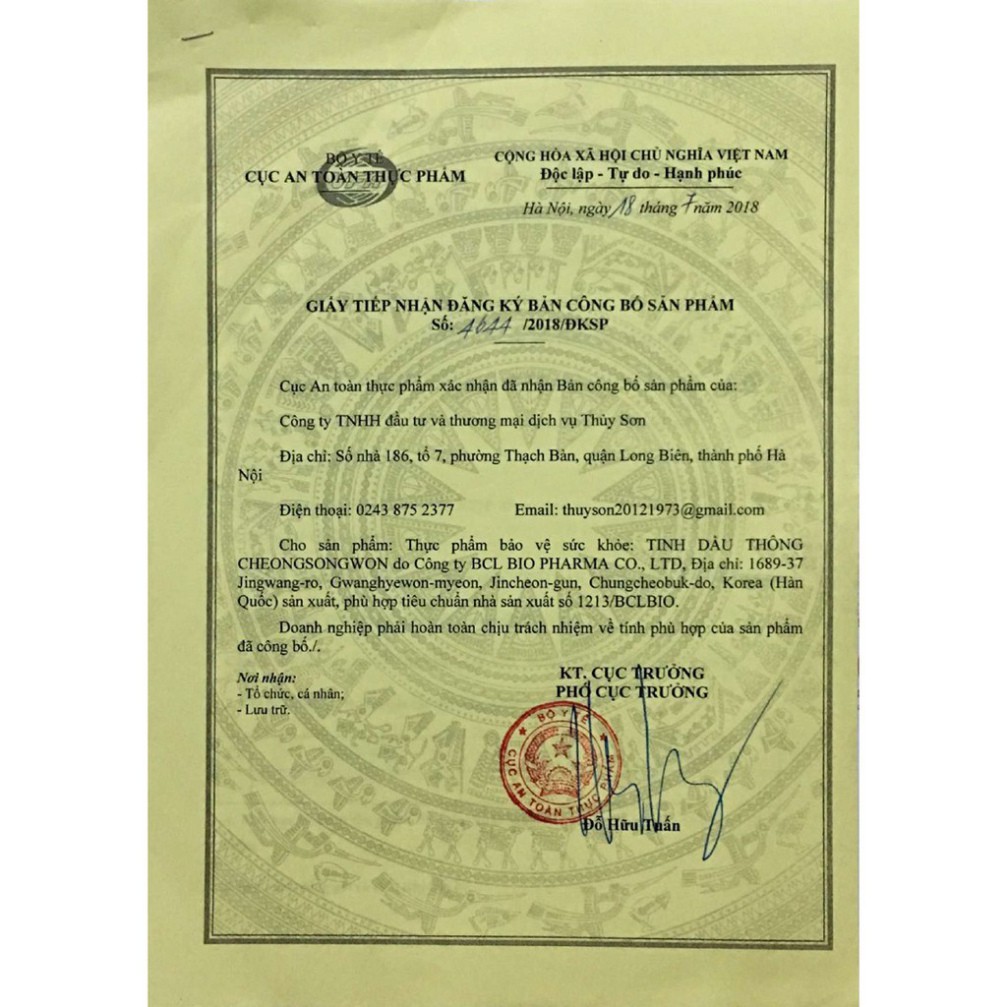 BỘ Y TẾ
CỤC AN TOÀN THỰC PHẨM
CỘNG HÒA XÃ HỘI CHỦ NGHĨA VIỆT NAM
Độc lập - Tự do - Hạnh phúc
Hà Nội, ngày 18 tháng 7 năm 2018
GIẤY TIẾP NHẬN ĐĂNG KÝ BẢN CÔNG BỐ SẢN PHẨM
Số: 4644 /2018/ĐKSP
Cục An toàn thực phẩm xác nhận đã nhận Bản công bố sản phẩm của:
Công ty TNHH đầu tư và thương mại dịch vụ Thủy Sơn
Địa chỉ: Số nhà 186, tổ 7, phường Thạch Bàn, quận Long Biên, thành phố Hà
Nội
Điện thoại: 0243 875 2377 Email: thuyson20121973@gmail.com
Cho sản phẩm: Thực phẩm bảo vệ sức khỏe: TINH DẦU THÔNG
CHEONGSONGWON do Công ty BCL BIO PHARMA CO., LTD, Địa chỉ: 1689-37
Jingwang-ro, Gwanghyewon-myeon, Jincheon-gun, Chungcheobuk-do, Korea (Hàn
Quốc) sản xuất, phù hợp tiêu chuẩn nhà sản xuất số 1213/BCLBIO.
Doanh nghiệp phải hoàn toàn chịu trách nhiệm về tính phù hợp của sản phẩm
đã công bố./.
Nơi nhận:
- Tổ chức, cá nhân;
- Lưu trữ.
KT. CỤC TRƯỞNG
PHÓ CỤC TRƯỞNG
BỘ Y TẾ
CỤC AN TOÀN THỰC PHẨM
Đỗ Hữu Tuấn